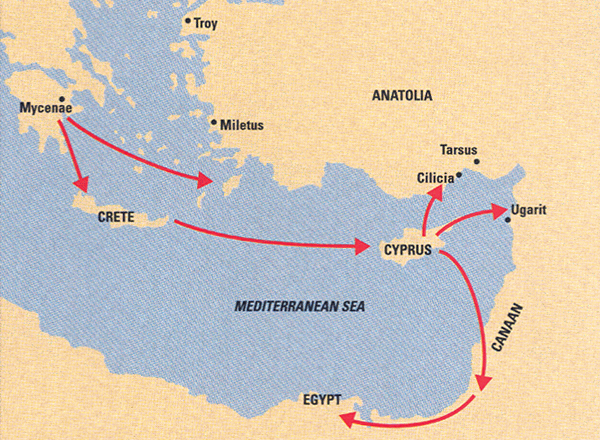 Troy
Mycenae
ANATOLIA
Miletus
Tarsus
Cilicia
Ugarit
CRETE
CYPRUS
MEDITERRANEAN SEA
CANAAN
EGYPT